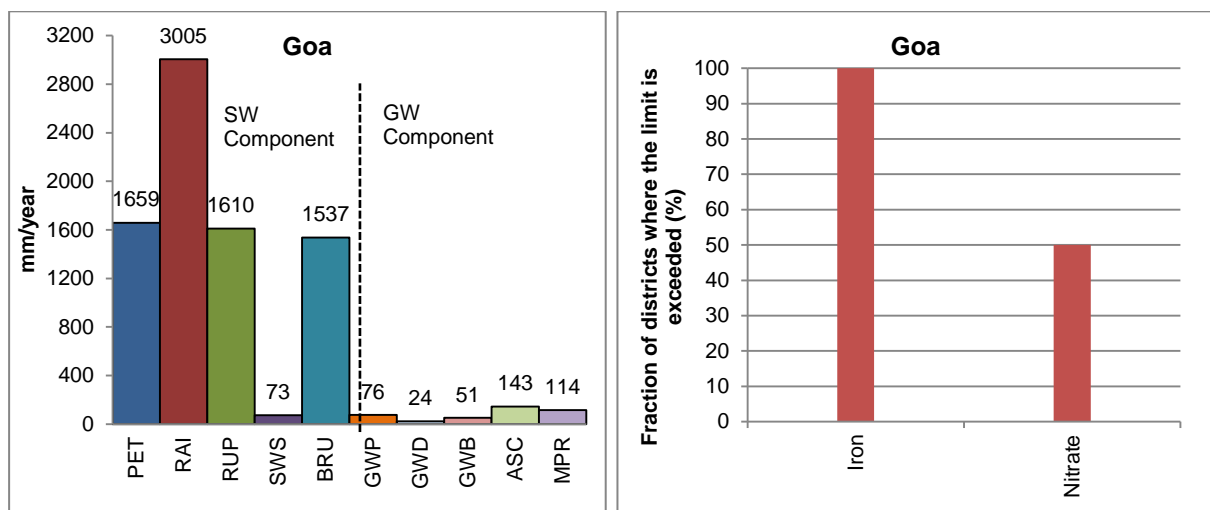 Goa
mm/year
3200
2800
2400
2000
1600
1200
800
400
0
SW
Component
GW
Component
1659
3005
1610
73
1537
76
24
51
143
114
PET
RAI
RUP
SWS
BRU
GWP
GWD
GWB
ASC
MPR
Goa
Fraction of districts where the limit is
exceeded (%)
100
90
80
70
60
50
40
30
20
10
0
Iron
Nitrate